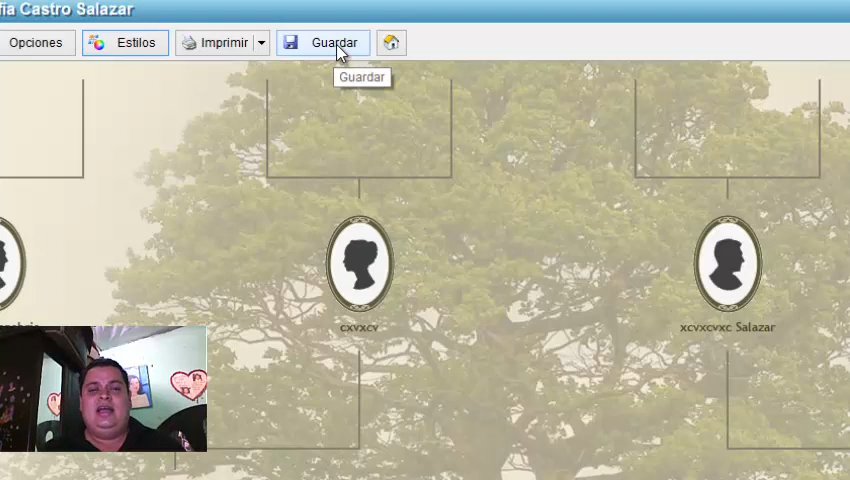 fia Castro Salazar
Opciones Estilos Imprimir Guardar
Guardar
cxvxcv
xcvxcvxc Salazar